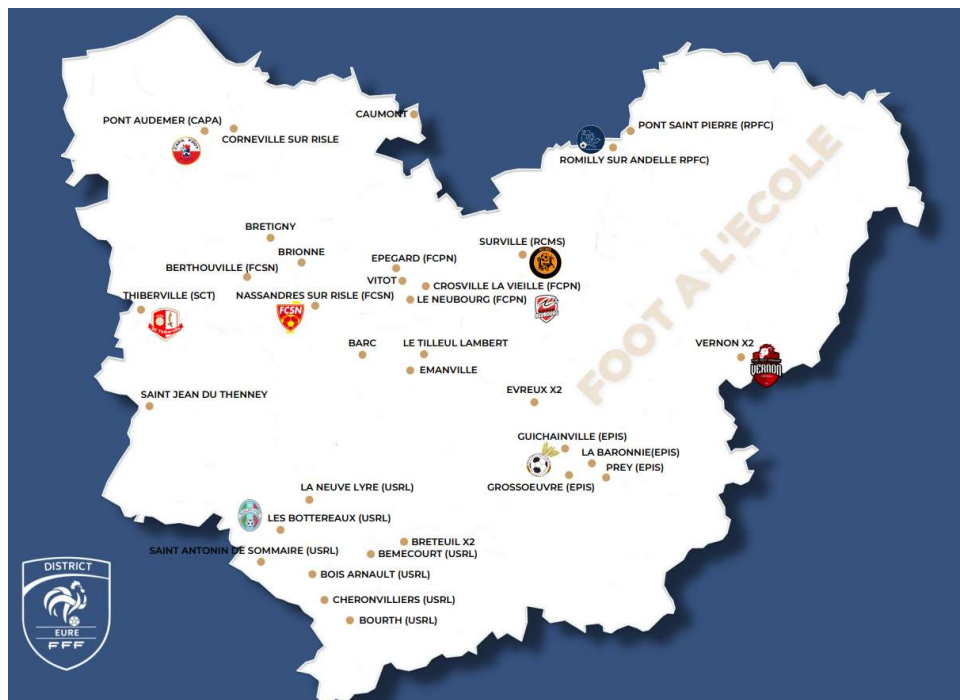 CAUMONT
PONT AUDEMER (CAPA)
CORNEVILLE SUR RISLE
PONT SAINT PIERRE (RPFC)
ROMILLY SUR ANDELLE RPFC)
FOOT A L'ECOLE
BRETIGNY
BRIONNE
SURVILLE (RCMS)
EPEGARD (FCPN)
BERTHOUVILLE (FCSN)
VITOT
CROSVILLE LA VIEILLE (FCPN)
THIBERVILLE (SCT)
NASSANDRES SUR RISLE (FCSN)
LE NEUBOURG (FCPN)
FCSN
BARC
LE TILLEUL LAMBERT
VERNON X2
VERNON
EMANVILLE
SAINT JEAN DU THENNEY
EVREUX X2
GUICHAINVILLE (EPIS)
LA BARONNIE(EPIS)
PREY (EPIS)
GROSSOEUVRE (EPIS)
LA NEUVE LYRE (USRL)
LES BOTTEREAUX (USRL)
BRETEUIL X2
SAINT ANTONIN DE SOMMAIRE (USRL)
BEMECOURT (USRL)
BOIS ARNAULT (USRL)
CHERONVILLIERS (USRL)
BOURTH (USRL)
DISTRICT
EURE
FFF